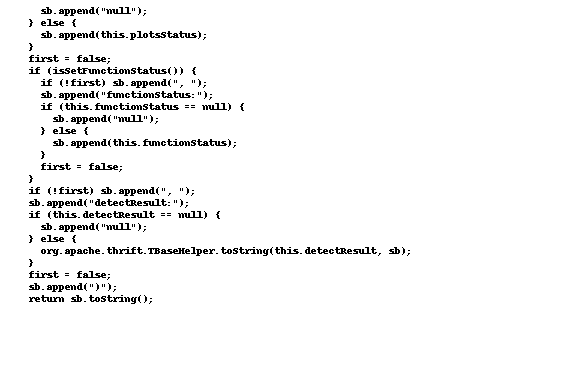 sb.append("null");
} else {
sb.append(this.plotsStatus);
}
first = false;
if (isSetFunctionStatus()) {
if (!first) sb.append(", ");
sb.append("functionStatus:");
if (this.functionStatus == null) {
sb.append("null");
} else {
sb.append(this.functionStatus);
}
first = false;
}
if (!first) sb.append(", ");
sb.append("detectResult:");
if (this.detectResult == null) {
sb.append("null");
} else {
org.apache.thrift.TBaseHelper.toString(this.detectResult, sb);
}
first = false;
sb.append(")");
return sb.toString();